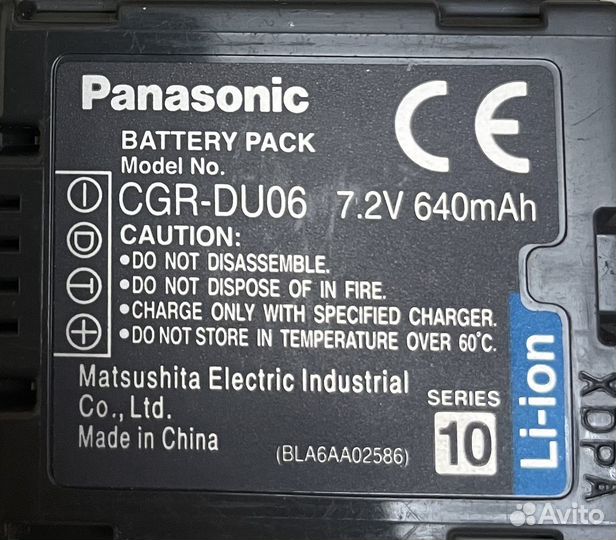 Panasonic
CE
BATTERY PACK
Model No.
CGR-DU06 7.2V 640mAh
CAUTION:
•DO NOT DISASSEMBLE.
•DO NOT DISPOSE OF IN FIRE.
•CHARGE ONLY WITH SPECIFIED CHARGER.
•DO NOT STORE IN TEMPERATURE OVER 60°C.
− D T +
Matsushita Electric Industrial
Co., Ltd.
Made in China
(BLA6AA02586)
SERIES
10
Li-ion
XDPA
Avito